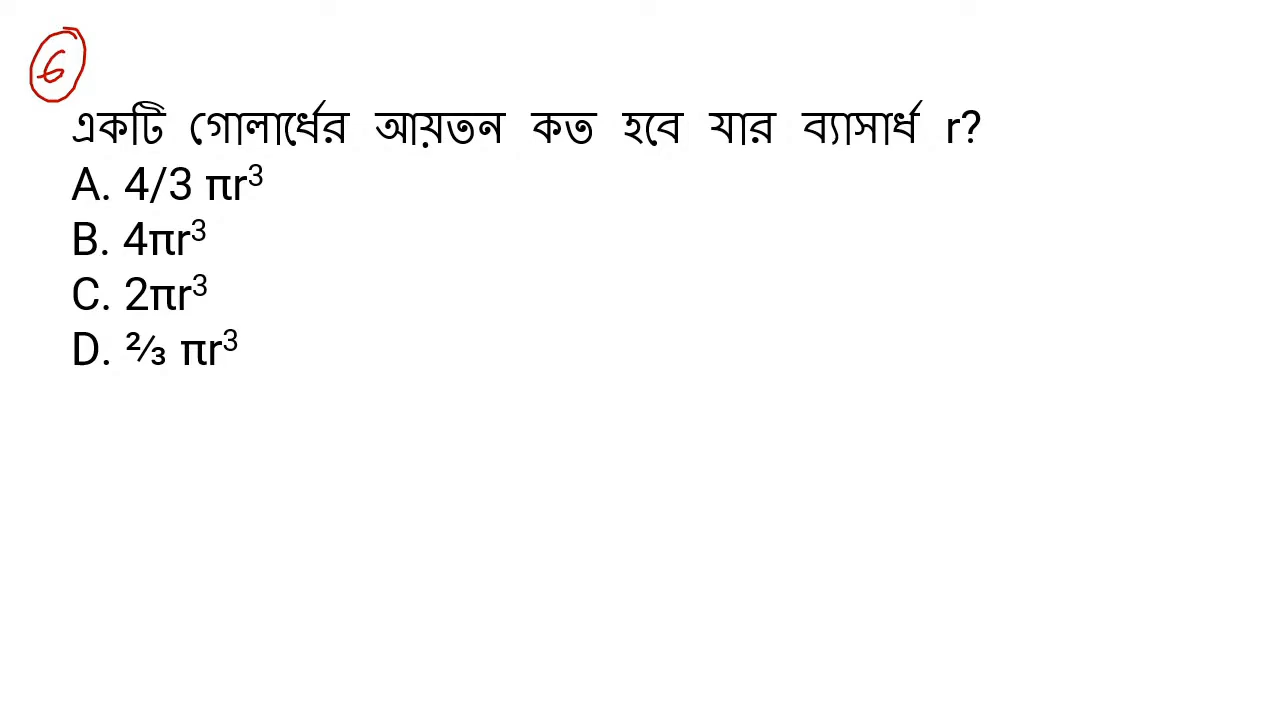 6
একটি গোলার্ধের আয়তন কত হবে যার ব্যাসার্ধ r?
A. 4/3 πr³
B. 4πr³
C. 2πr³
D. ⅔ πr³